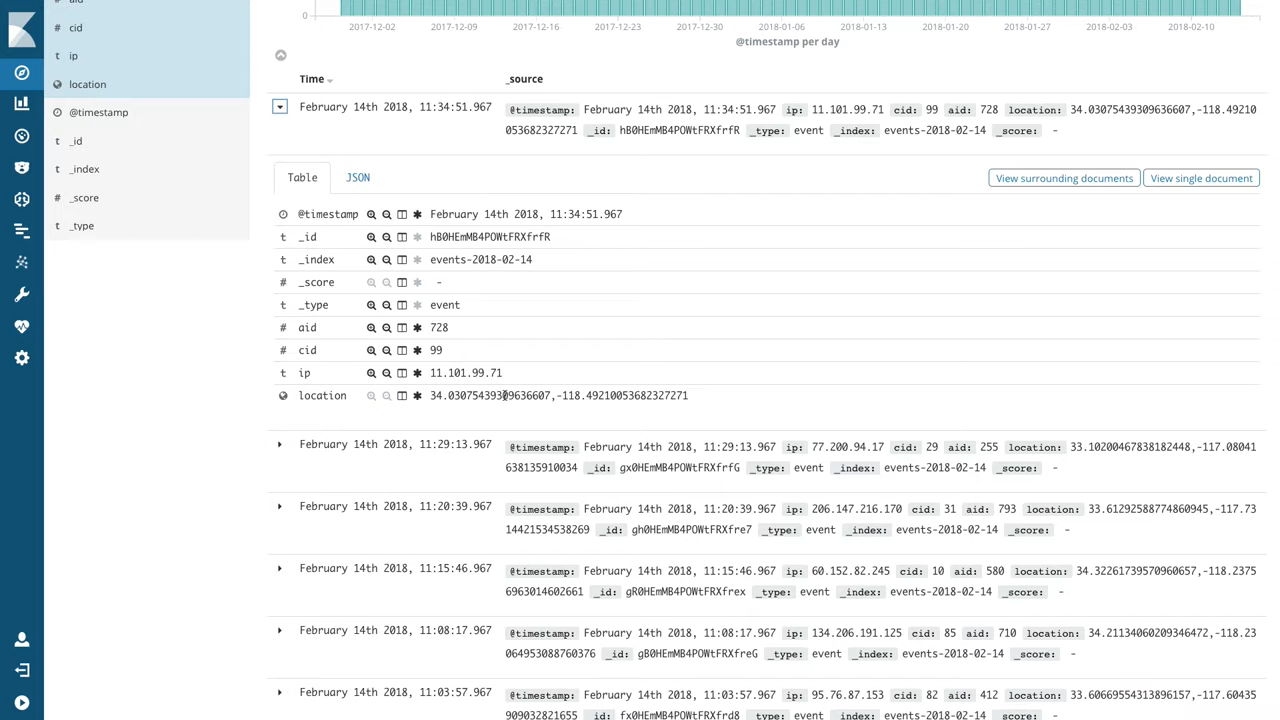 aid
# cid
t ip
location
@timestamp
t _id
t _index
# _score
t _type
0
2017-12-02 2017-12-09 2017-12-16 2017-12-23 2017-12-30 2018-01-06 2018-01-13 2018-01-20 2018-01-27 2018-02-03 2018-02-10
@timestamp per day
Time _source
February 14th 2018, 11:34:51.967 @timestamp: February 14th 2018, 11:34:51.967 ip: 11.101.99.71 cid: 99 aid: 728 location: 34.03075439309636607,-118.49210
053682327271 _id: hB0HEmMB4POWtFRXfrfR _type: event _index: events-2018-02-14 _score: -
Table JSON View surrounding documents View single document
@timestamp February 14th 2018, 11:34:51.967
t _id hB0HEmMB4POWtFRXfrfR
t _index events-2018-02-14
# _score -
t _type event
# aid 728
# cid 99
t ip 11.101.99.71
location 34.03075439309636607,-118.49210053682327271
February 14th 2018, 11:29:13.967 @timestamp: February 14th 2018, 11:29:13.967 ip: 77.200.94.17 cid: 29 aid: 255 location: 33.10200467838182448,-117.08041
638135910034 _id: gx0HEmMB4POWtFRXfrfG _type: event _index: events-2018-02-14 _score: -
February 14th 2018, 11:20:39.967 @timestamp: February 14th 2018, 11:20:39.967 ip: 206.147.216.170 cid: 31 aid: 793 location: 33.61292588774860945,-117.73
144215345​38269 _id: gh0HEmMB4POWtFRXfre7 _type: event _index: events-2018-02-14 _score: -
February 14th 2018, 11:15:46.967 @timestamp: February 14th 2018, 11:15:46.967 ip: 60.152.82.245 cid: 10 aid: 580 location: 34.32261739570960657,-118.2375
6963014602661 _id: gR0HEmMB4POWtFRXfrex _type: event _index: events-2018-02-14 _score: -
February 14th 2018, 11:08:17.967 @timestamp: February 14th 2018, 11:08:17.967 ip: 134.206.191.125 cid: 85 aid: 710 location: 34.21134060209346472,-118.23
064953088760376 _id: gB0HEmMB4POWtFRXfreG _type: event _index: events-2018-02-14 _score: -
February 14th 2018, 11:03:57.967 @timestamp: February 14th 2018, 11:03:57.967 ip: 95.76.87.153 cid: 82 aid: 412 location: 33.60669554313896157,-117.60435
909032821655 _id: fx0HEmMB4POWtFRXfrd8 _type: event _index: events-2018-02-14 _score: -